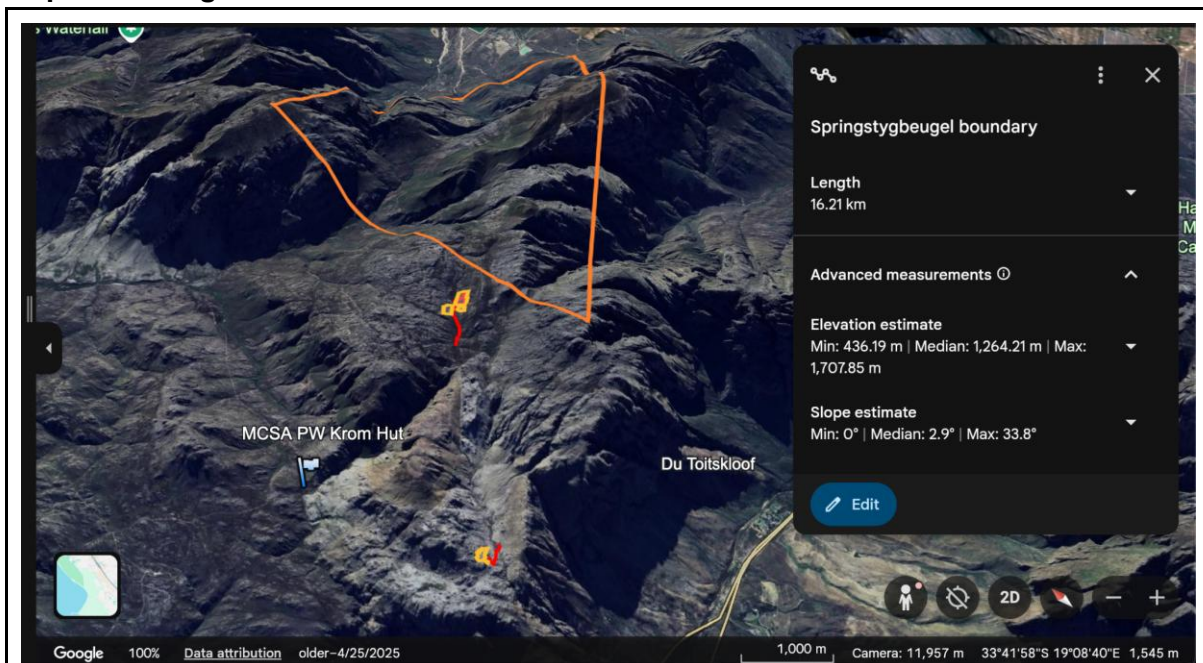 Waterfall
Springstygbeugel boundary
Length
16.21 km
Advanced measurements
Elevation estimate
Min: 436.19 m | Median: 1,264.21 m | Max:
1,707.85 m
Slope estimate
Min: 0° | Median: 2.9° | Max: 33.8°
Edit
MCSA PW Krom Hut
Du Toitskloof
2D
Google 100% Data attribution older–4/25/2025 1,000 m Camera: 11,957 m 33°41'58"S 19°08'40"E 1,545 m